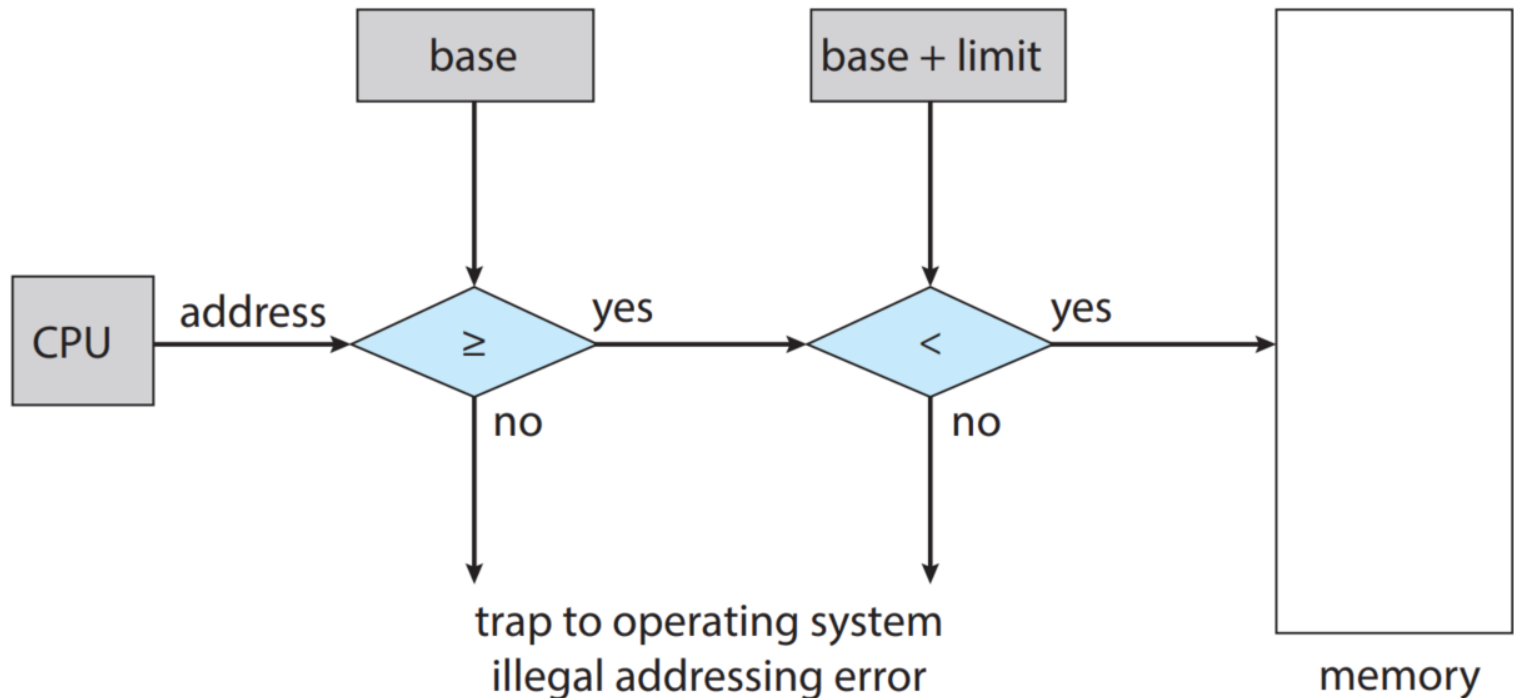 base
base + limit
CPU
address
≥
yes
<
yes
no
no
trap to operating system
illegal addressing error
memory